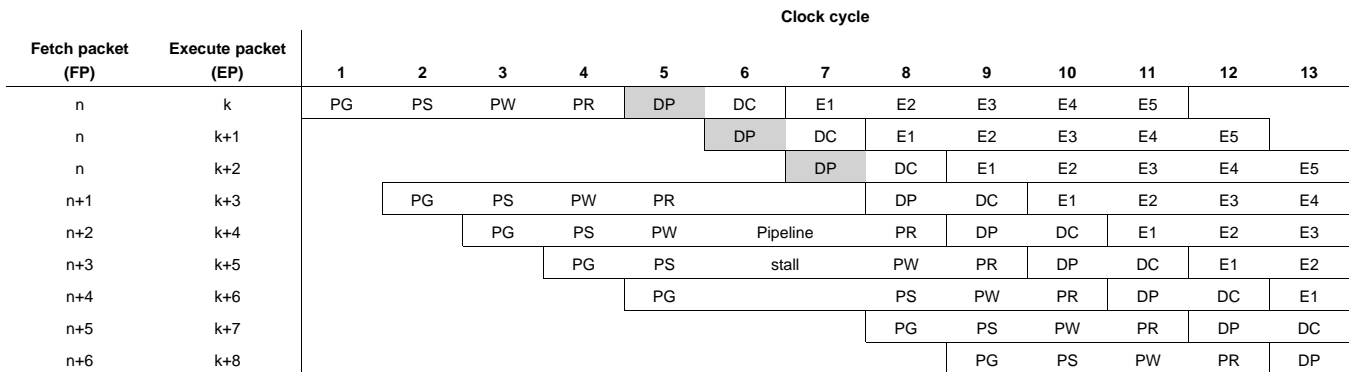 Clock cycle
Fetch packet (FP) Execute packet (EP) 1 2 3 4 5 6 7 8 9 10 11 12 13
n k PG PS PW PR DP DC E1 E2 E3 E4 E5
n k+1 DP DC E1 E2 E3 E4 E5
n k+2 DP DC E1 E2 E3 E4 E5
n+1 k+3 PG PS PW PR DP DC E1 E2 E3 E4
n+2 k+4 PG PS PW Pipeline PR DP DC E1 E2 E3
n+3 k+5 PG PS stall PW PR DP DC E1 E2
n+4 k+6 PG PS PW PR DP DC E1
n+5 k+7 PG PS PW PR DP DC
n+6 k+8 PG PS PW PR DP